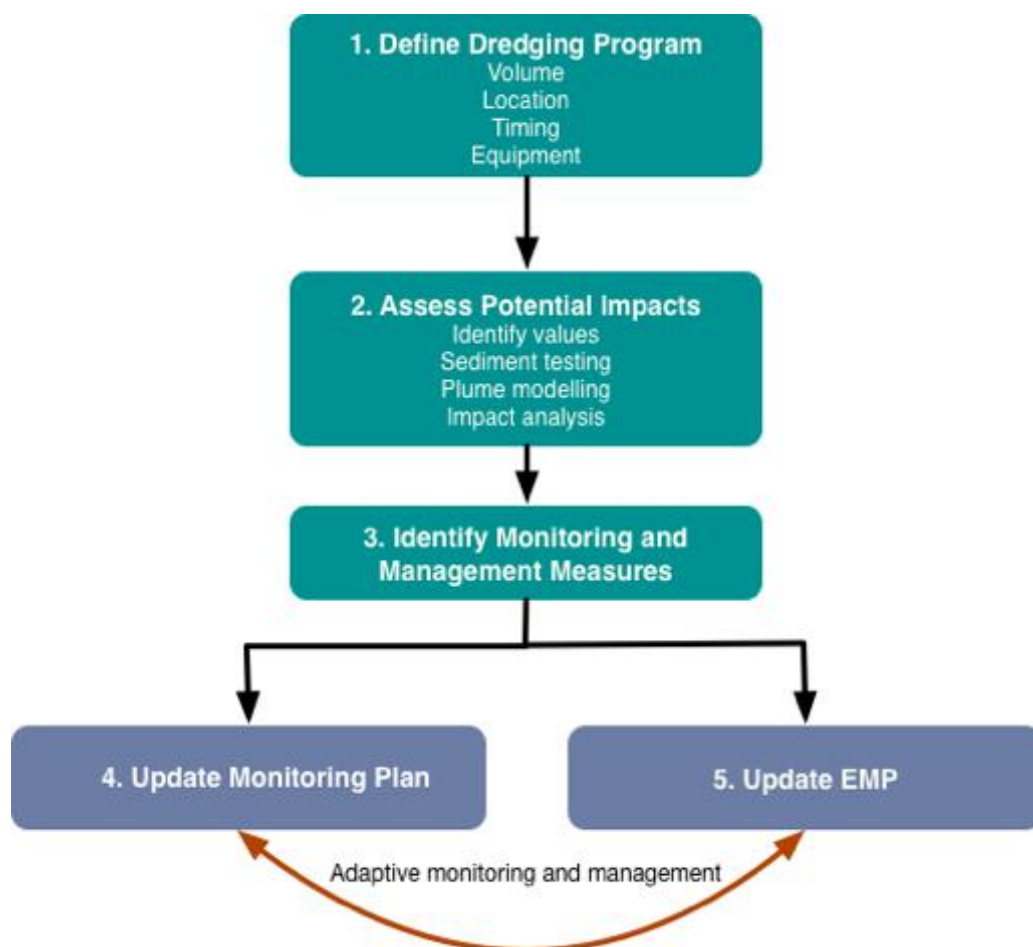 1. Define Dredging Program
Volume
Location
Timing
Equipment
2. Assess Potential Impacts
Identify values
Sediment testing
Plume modelling
Impact analysis
3. Identify Monitoring and
Management Measures
4. Update Monitoring Plan
5. Update EMP
Adaptive monitoring and management